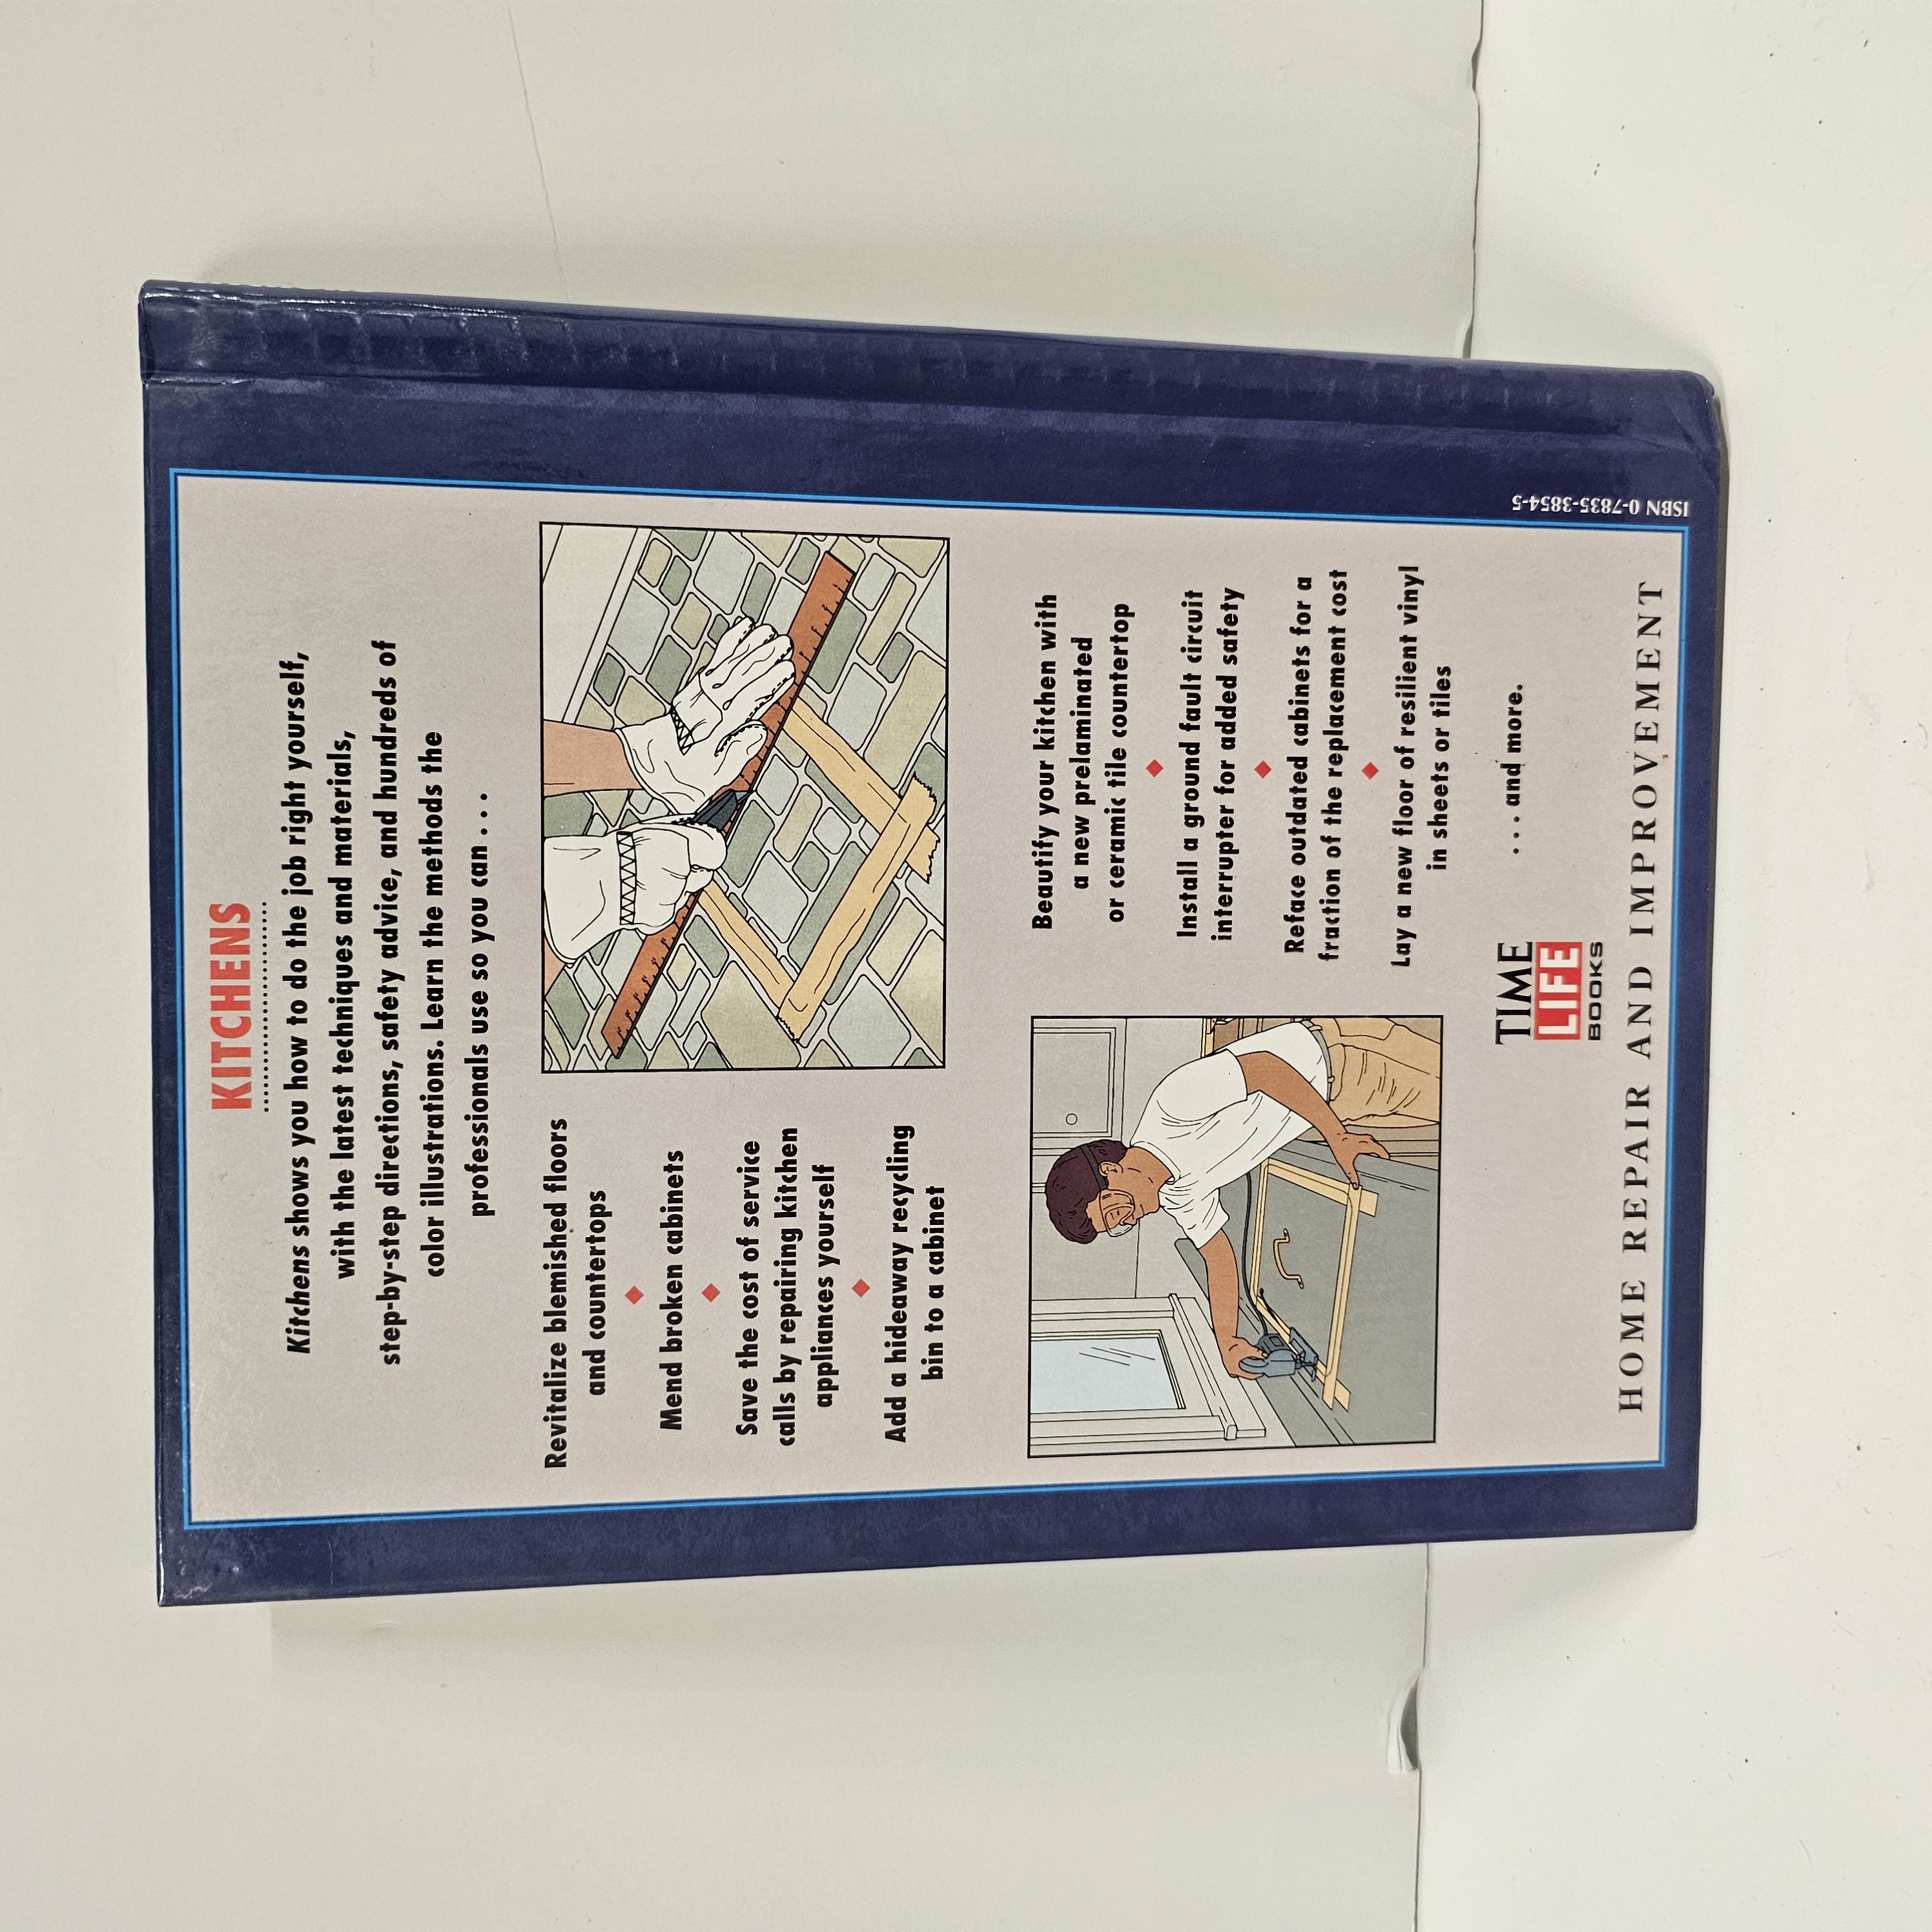 KITCHENS
Kitchens shows you how to do the job right yourself,
with the latest techniques and materials,
step-by-step directions, safety advice, and hundreds of
color illustrations. Learn the methods the
professionals use so you can . . .
Revitalize blemished floors
and countertops
Mend broken cabinets
Save the cost of service
calls by repairing kitchen
appliances yourself
Add a hideaway recycling
bin to a cabinet
Beautify your kitchen with
a new prelaminated
or ceramic tile countertop
Install a ground fault circuit
interrupter for added safety
Reface outdated cabinets for a
fraction of the replacement cost
Lay a new floor of resilient vinyl
in sheets or tiles
. . . and more.
TIME
LIFE
BOOKS
HOME REPAIR AND IMPROVEMENT
ISBN 0-7835-3854-5